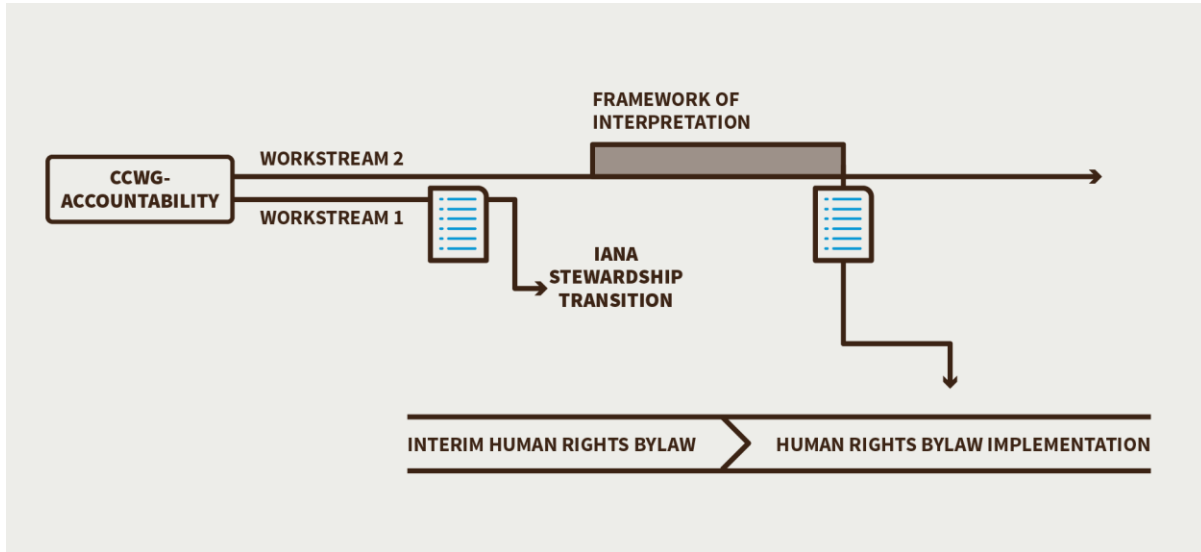 FRAMEWORK OF
INTERPRETATION
WORKSTREAM 2
CCWG-
ACCOUNTABILITY
WORKSTREAM 1
IANA
STEWARDSHIP
TRANSITION
INTERIM HUMAN RIGHTS BYLAW
HUMAN RIGHTS BYLAW IMPLEMENTATION